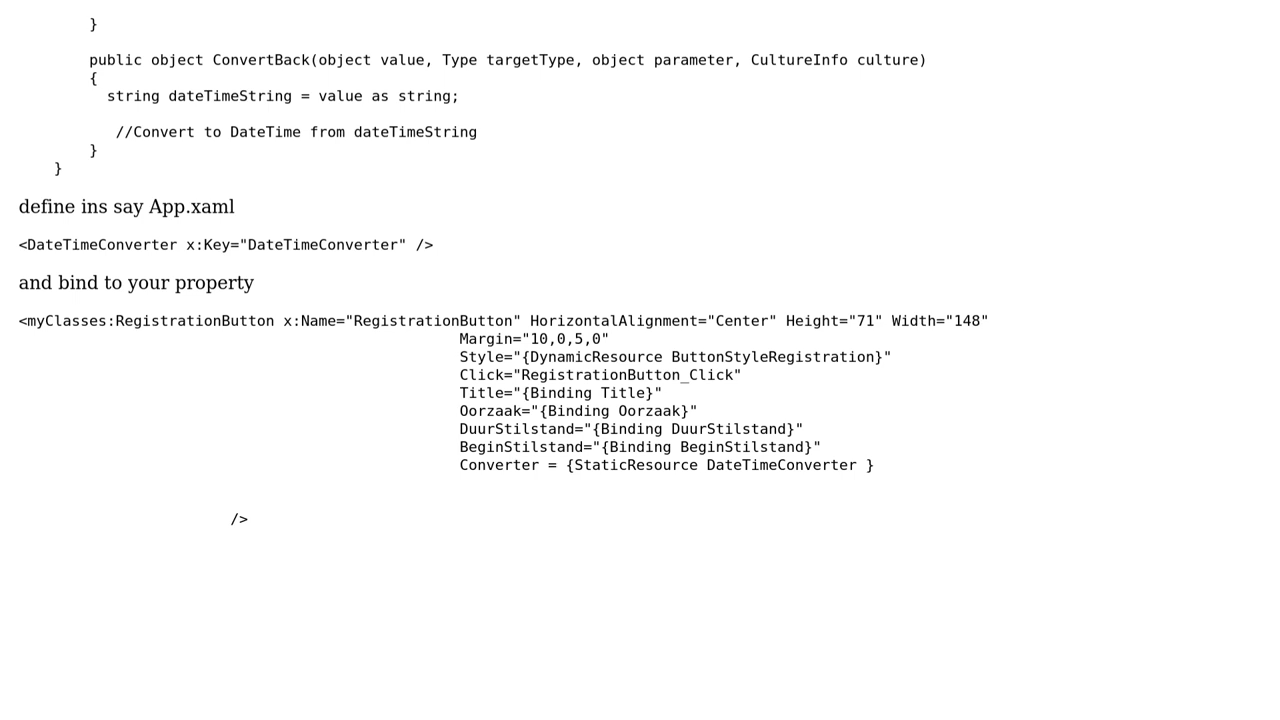 }
public object ConvertBack(object value, Type targetType, object parameter, CultureInfo culture)
{
string dateTimeString = value as string;
//Convert to DateTime from dateTimeString
}
}
define ins say App.xaml
<DateTimeConverter x:Key="DateTimeConverter" />
and bind to your property
<myClasses:RegistrationButton x:Name="RegistrationButton" HorizontalAlignment="Center" Height="71" Width="148"
Margin="10,0,5,0"
Style="{DynamicResource ButtonStyleRegistration}"
Click="RegistrationButton_Click"
Title="{Binding Title}"
Oorzaak="{Binding Oorzaak}"
DuurStilstand="{Binding DuurStilstand}"
BeginStilstand="{Binding BeginStilstand}"
Converter = {StaticResource DateTimeConverter }
/>